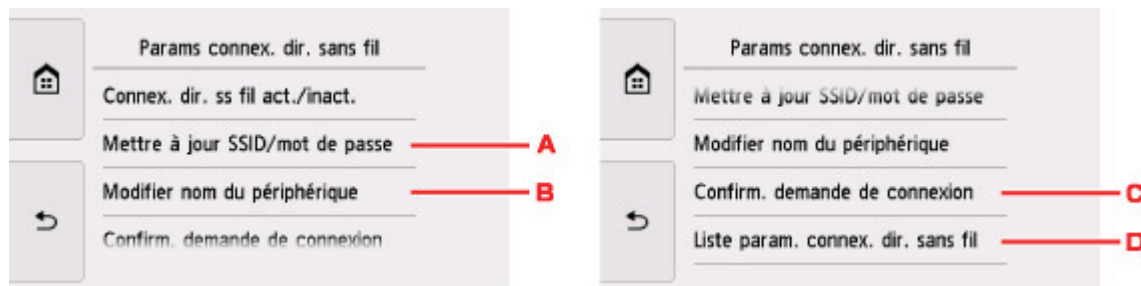 Params connex. dir. sans fil
Connex. dir. ss fil act./inact.
Mettre à jour SSID/mot de passe
A
Modifier nom du périphérique
B
Confirm. demande de connexion
Params connex. dir. sans fil
Mettre à jour SSID/mot de passe
Modifier nom du périphérique
Confirm. demande de connexion
C
Liste param. connex. dir. sans fil
D